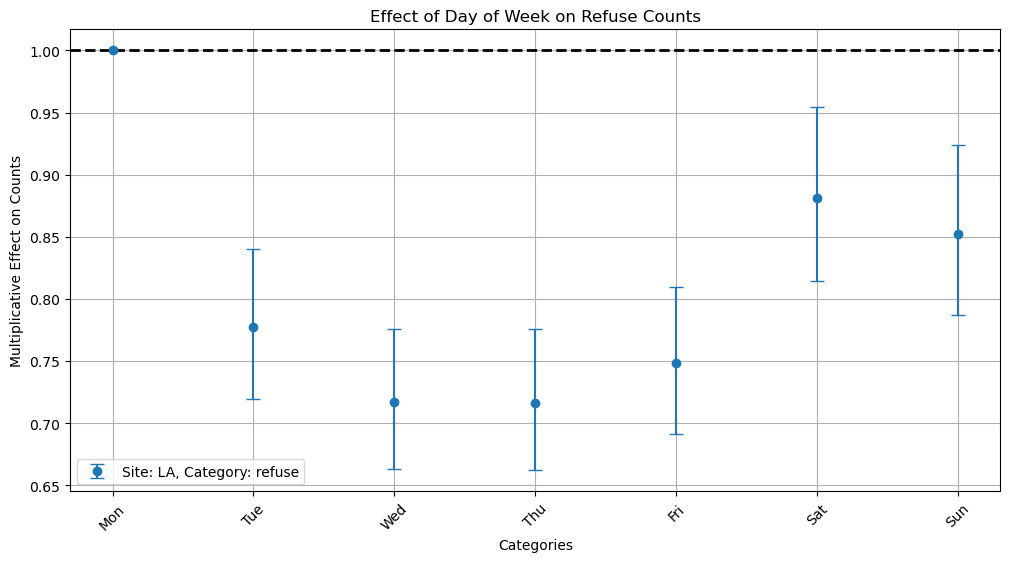 Effect of Day of Week on Refuse Counts
Multiplicative Effect on Counts
1.00
0.95
0.90
0.85
0.80
0.75
0.70
0.65
Site: LA, Category: refuse
Mon
Tue
Wed
Thu
Fri
Sat
Sun
Categories